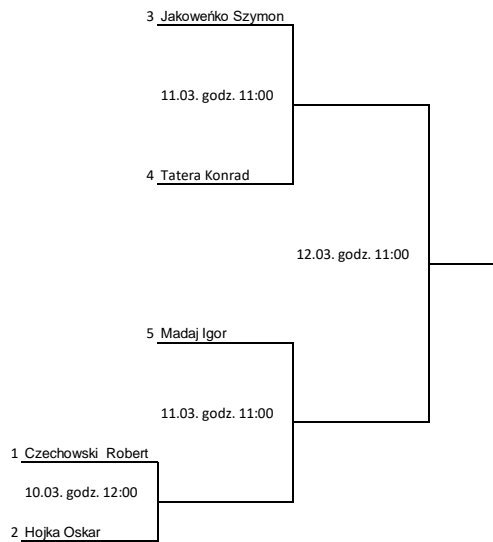 3 Jakoweńko Szymon
11.03. godz. 11:00
4 Tatera Konrad
12.03. godz. 11:00
5 Madaj Igor
11.03. godz. 11:00
1 Czechowski Robert
10.03. godz. 12:00
2 Hojka Oskar